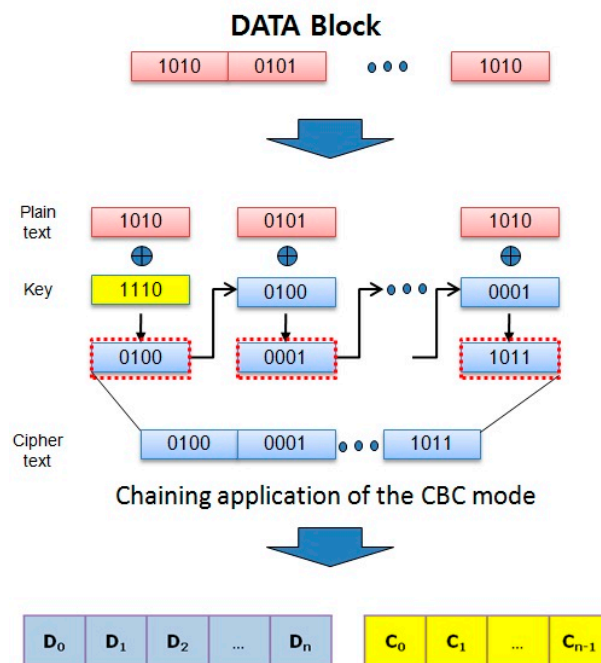 DATA Block
1010 0101 1010
Plain text 1010 0101 1010
Key 1110 0100 0001
0100 0001 1011
Cipher text 0100 0001 1011
Chaining application of the CBC mode
D0 D1 D2 ... Dn C0 C1 ... Cn-1